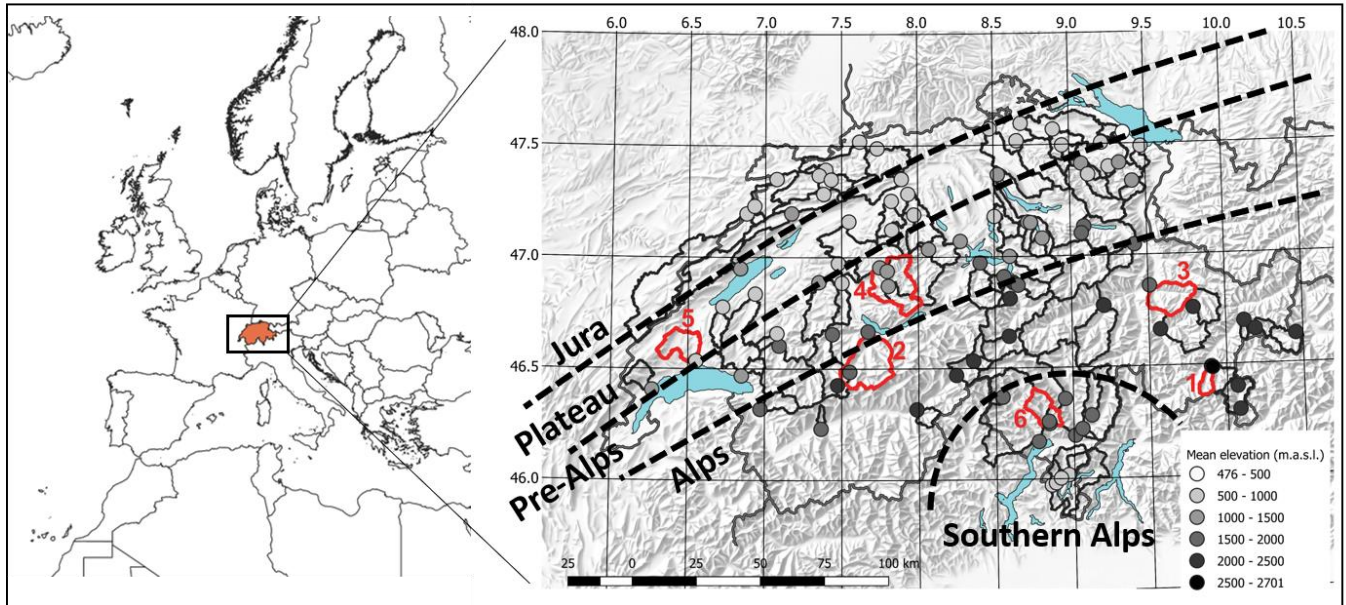 6.0 6.5 7.0 7.5 8.0 8.5 9.0 9.5 10.0 10.5
48.0
47.5
47.0
46.5
46.0
3
4
5
2
1
6
Jura
Plateau
Pre-Alps
Alps
Southern Alps
Mean elevation (m.a.s.l.)
476 - 500
500 - 1000
1000 - 1500
1500 - 2000
2000 - 2500
2500 - 2701
25 0 25 50 75 100 km